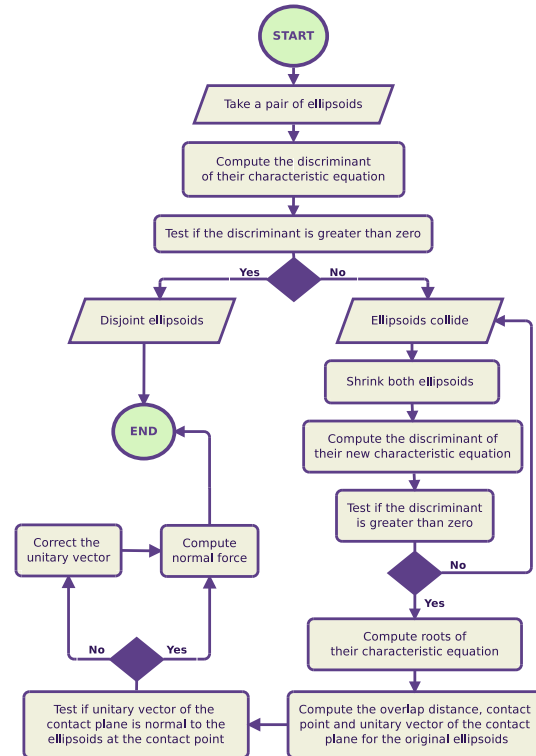 START
Take a pair of ellipsoids
Compute the discriminant
of their characteristic equation
Test if the discriminant is greater than zero
Yes
No
Disjoint ellipsoids
Ellipsoids collide
Shrink both ellipsoids
END
Compute the discriminant of
their new characteristic equation
Test if the discriminant
is greater than zero
Correct the
unitary vector
Compute
normal force
No
Yes
Compute roots of
their characteristic equation
No
Yes
Test if unitary vector of the
contact plane is normal to the
ellipsoids at the contact point
Compute the overlap distance, contact
point and unitary vector of the contact
plane for the original ellipsoids